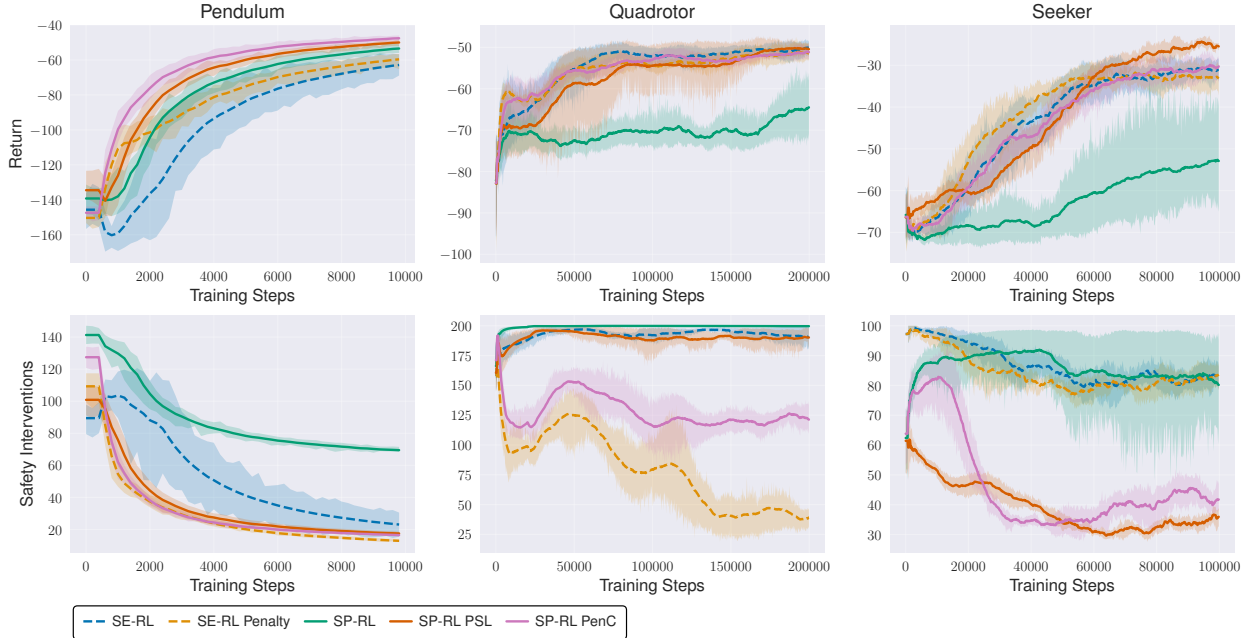 Pendulum Quadrotor Seeker
Return
−40
−60
−80
−100
−120
−140
−160
0 2000 4000 6000 8000 10000
Training Steps
−50
−60
−70
−80
−90
−100
0 50000 100000 150000 200000
Training Steps
−30
−40
−50
−60
−70
0 20000 40000 60000 80000 100000
Training Steps
Safety Interventions
140
120
100
80
60
40
20
0 2000 4000 6000 8000 10000
Training Steps
200
175
150
125
100
75
50
25
0 50000 100000 150000 200000
Training Steps
100
90
80
70
60
50
40
30
0 20000 40000 60000 80000 100000
Training Steps
SE-RL SE-RL Penalty SP-RL SP-RL PSL SP-RL PenC